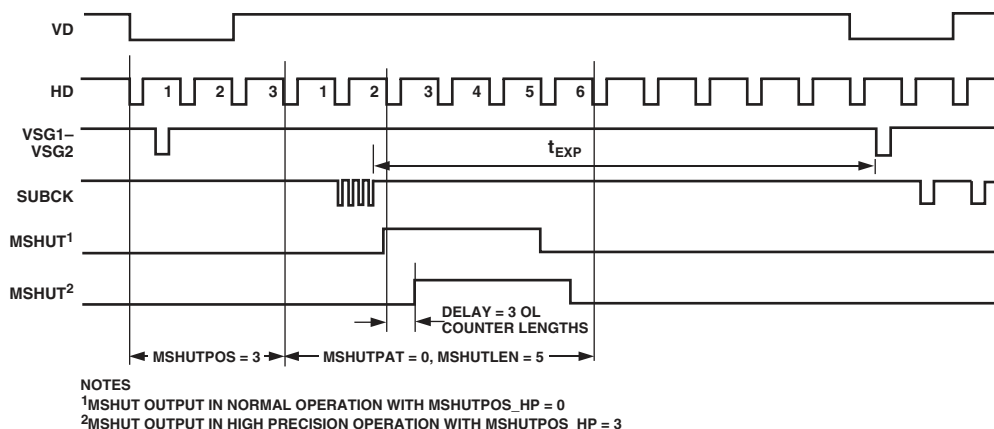 VD
HD
1 2 3 1 2 3 4 5 6
VSG1–
VSG2
tEXP
SUBCK
MSHUT1
MSHUT2
DELAY = 3 OL
COUNTER LENGTHS
MSHUTPOS = 3
MSHUTPAT = 0, MSHUTLEN = 5
NOTES
1MSHUT OUTPUT IN NORMAL OPERATION WITH MSHUTPOS_HP = 0
2MSHUT OUTPUT IN HIGH PRECISION OPERATION WITH MSHUTPOS_HP = 3